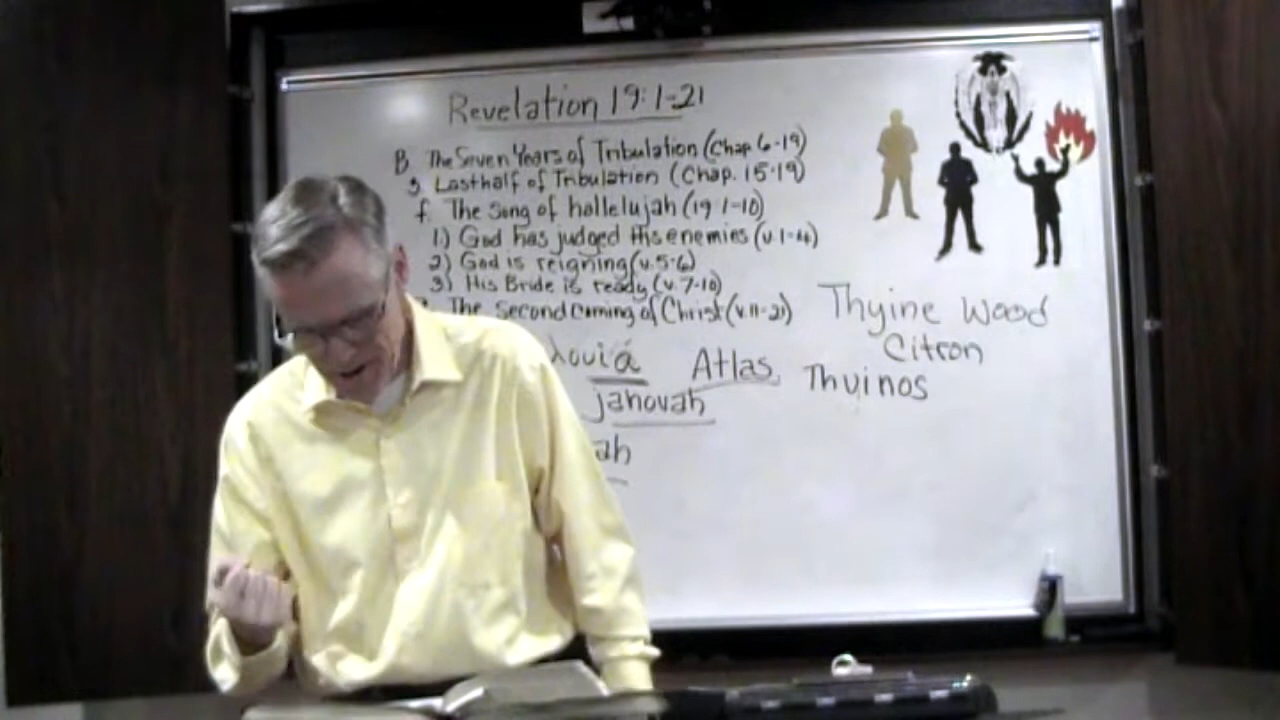 Revelation 19:1-21
B. The Seven Years of Tribulation (Chap 6-19)
3. Last half of Tribulation (Chap. 15-19)
f. The Song of hallelujah (19:1-10)
1.) God has judged His enemies (v.1-4)
2) God is reigning (v.5-6)
3) His Bride is ready (v.7-10)
The Second Coming of Christ (v.11-21)
Thyine Wood
Citron
Atlas
Thuinos
jahovah
ah